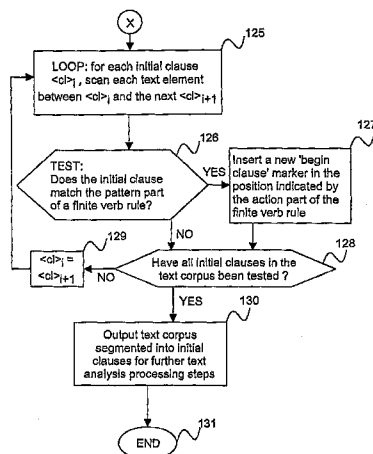 X
125
LOOP: for each initial clause
<cl>i , scan each text element
between <cl>i and the next <cl>i+1
126
127
TEST:
Does the initial clause
match the pattern part
of a finite verb rule?
YES
Insert a new 'begin
clause' marker in the
position indicated by
the action part of the
finite verb rule
NO
129
128
<cl>i =
<cl>i+1
NO
Have all initial clauses in the
text corpus been tested ?
YES
130
Output text corpus
segmented into initial
clauses for further text
analysis processing steps
131
END